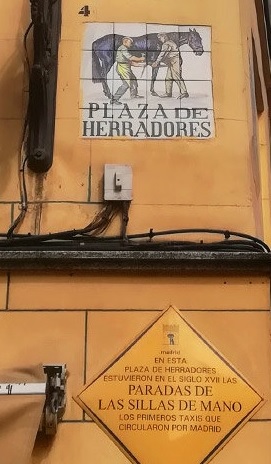 4
PLAZA DE
HERRADORES
madrid
EN ESTA
PLAZA DE HERRADORES
ESTUVIERON EN EL SIGLO XVII LAS
PARADAS DE
LAS SILLAS DE MANO
LOS PRIMEROS TAXIS QUE
CIRCULARON POR MADRID